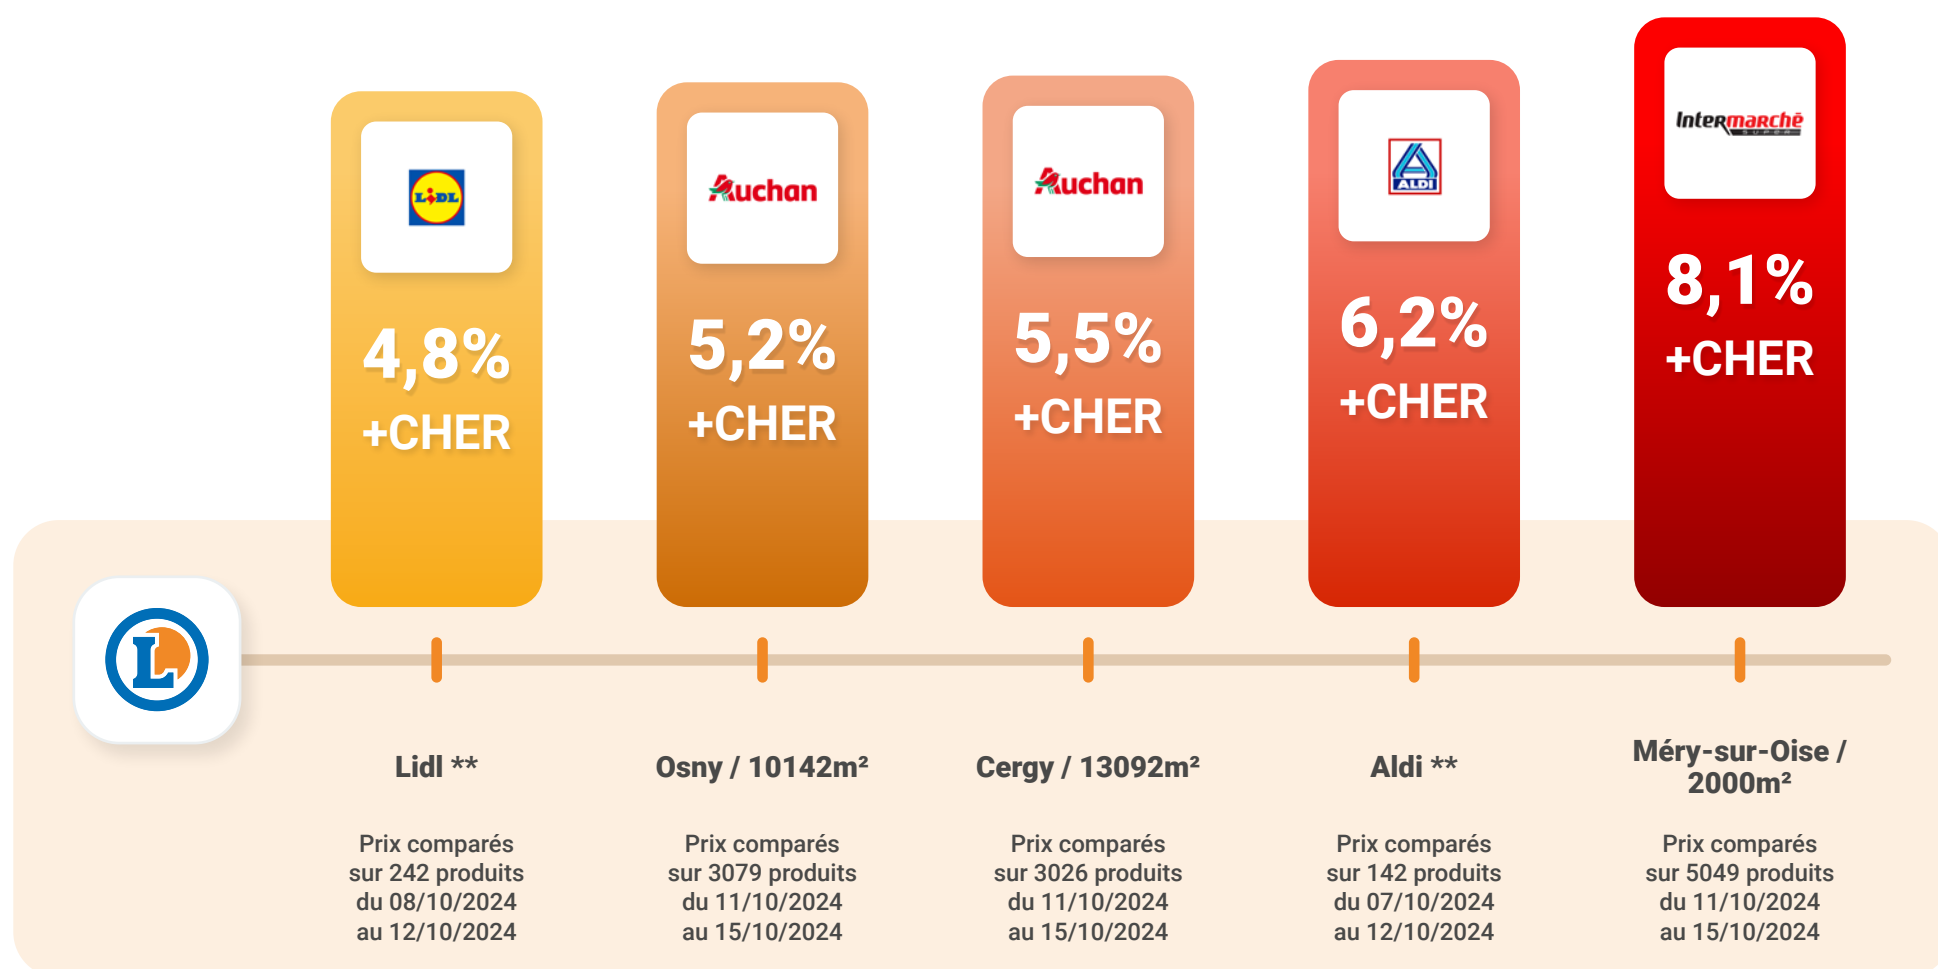 LIDL
4,8%
+CHER
Auchan
5,2%
+CHER
Auchan
5,5%
+CHER
ALDI
6,2%
+CHER
Intermarchē
SUPER
8,1%
+CHER
L
Lidl **
Prix comparés
sur 242 produits
du 08/10/2024
au 12/10/2024
Osny / 10142m²
Prix comparés
sur 3079 produits
du 11/10/2024
au 15/10/2024
Cergy / 13092m²
Prix comparés
sur 3026 produits
du 11/10/2024
au 15/10/2024
Aldi **
Prix comparés
sur 142 produits
du 07/10/2024
au 12/10/2024
Méry-sur-Oise /
2000m²
Prix comparés
sur 5049 produits
du 11/10/2024
au 15/10/2024